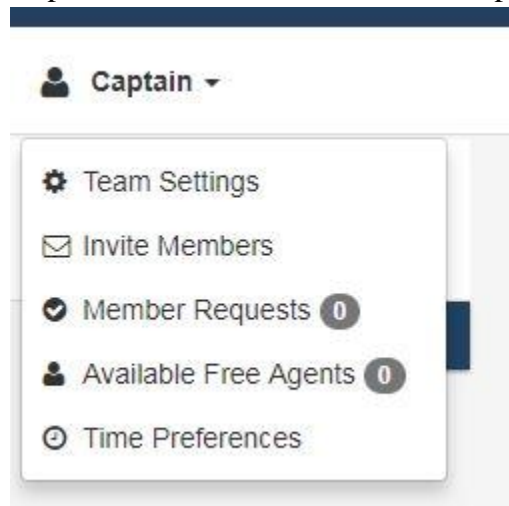 Captain
Team Settings
Invite Members
Member Requests 0
Available Free Agents 0
Time Preferences